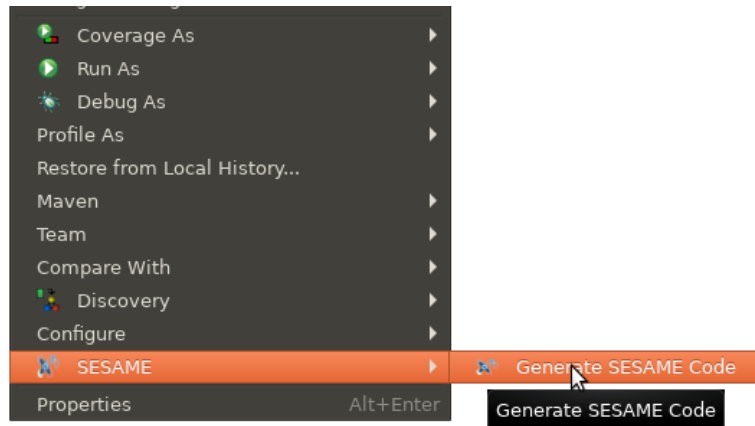 Coverage As
Run As
Debug As
Profile As
Restore from Local History...
Maven
Team
Compare With
Discovery
Configure
SESAME Generate SESAME Code
Properties Alt+Enter Generate SESAME Code